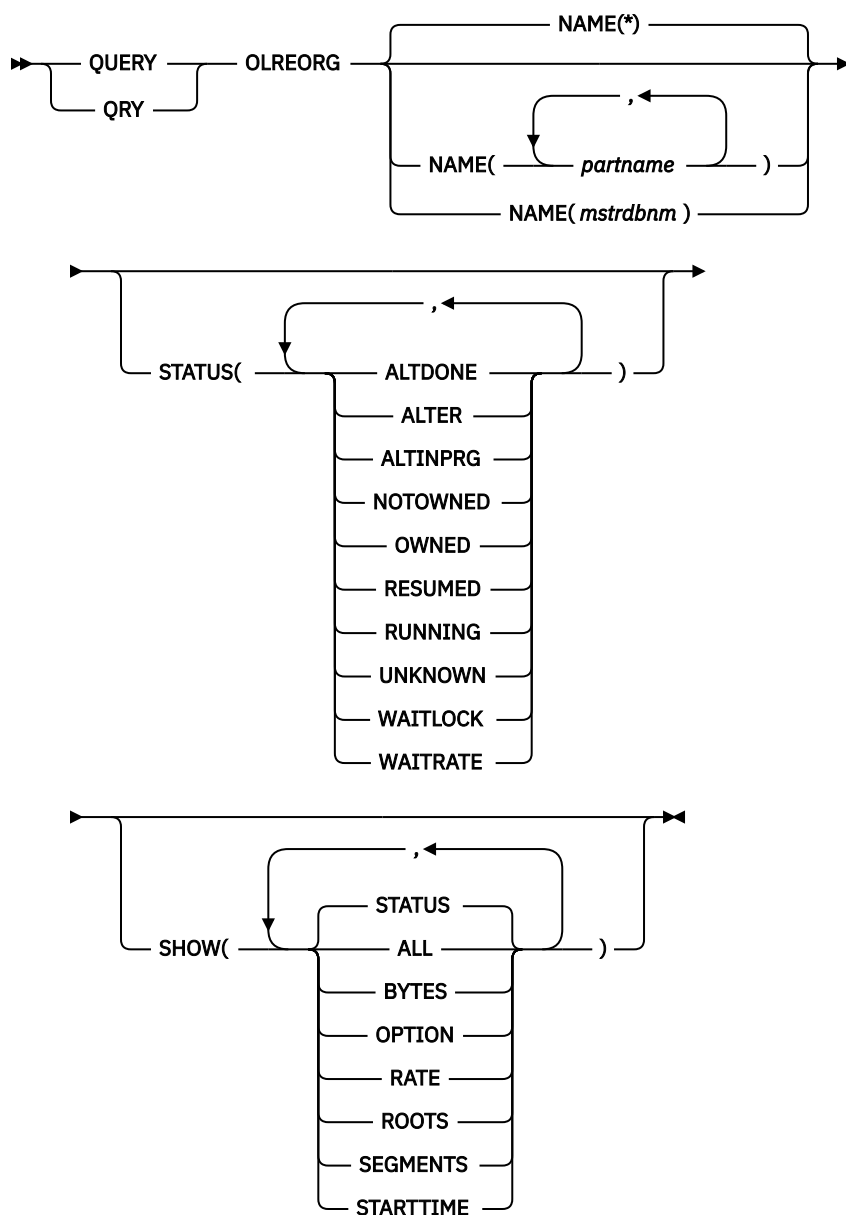 NAME(*)
QUERY OLREORG
QRY
,
NAME( partname )
NAME( mstrdbnm )
,
STATUS( ALTDONE )
ALTER
ALTINPRG
NOTOWNED
OWNED
RESUMED
RUNNING
UNKNOWN
WAITLOCK
WAITRATE
,
STATUS
SHOW( ALL )
BYTES
OPTION
RATE
ROOTS
SEGMENTS
STARTTIME